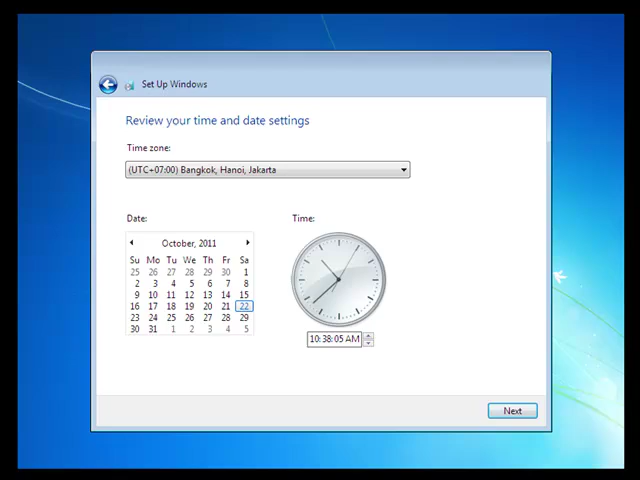 Set Up Windows
Review your time and date settings
Time zone:
(UTC+07:00) Bangkok, Hanoi, Jakarta
Date:
Time:
October, 2011
Su Mo Tu We Th Fr Sa
25 26 27 28 29 30 1
2 3 4 5 6 7 8
9 10 11 12 13 14 15
16 17 18 19 20 21 22
23 24 25 26 27 28 29
30 31 1 2 3 4 5
10:38:05 AM
Next